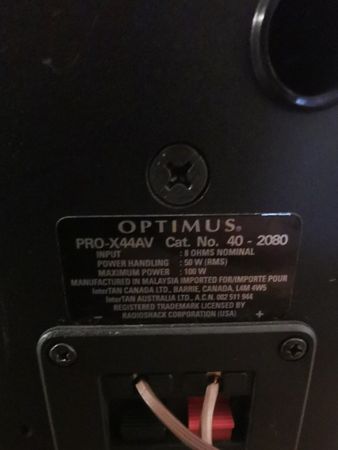 OPTIMUS®
PRO-X44AV Cat. No. 40 - 2080
INPUT : 8 OHMS NOMINAL
POWER HANDLING : 50 W (RMS)
MAXIMUM POWER : 100 W
MANUFACTURED IN MALAYSIA IMPORTED FOR/IMPORTE POUR
InterTAN CANADA LTD., BARRIE, CANADA, L4M 4W5
InterTAN AUSTRALIA LTD., A.C.N. 002 511 944
REGISTERED TRADEMARK LICENSED BY
RADIOSHACK CORPORATION (USA)
- +